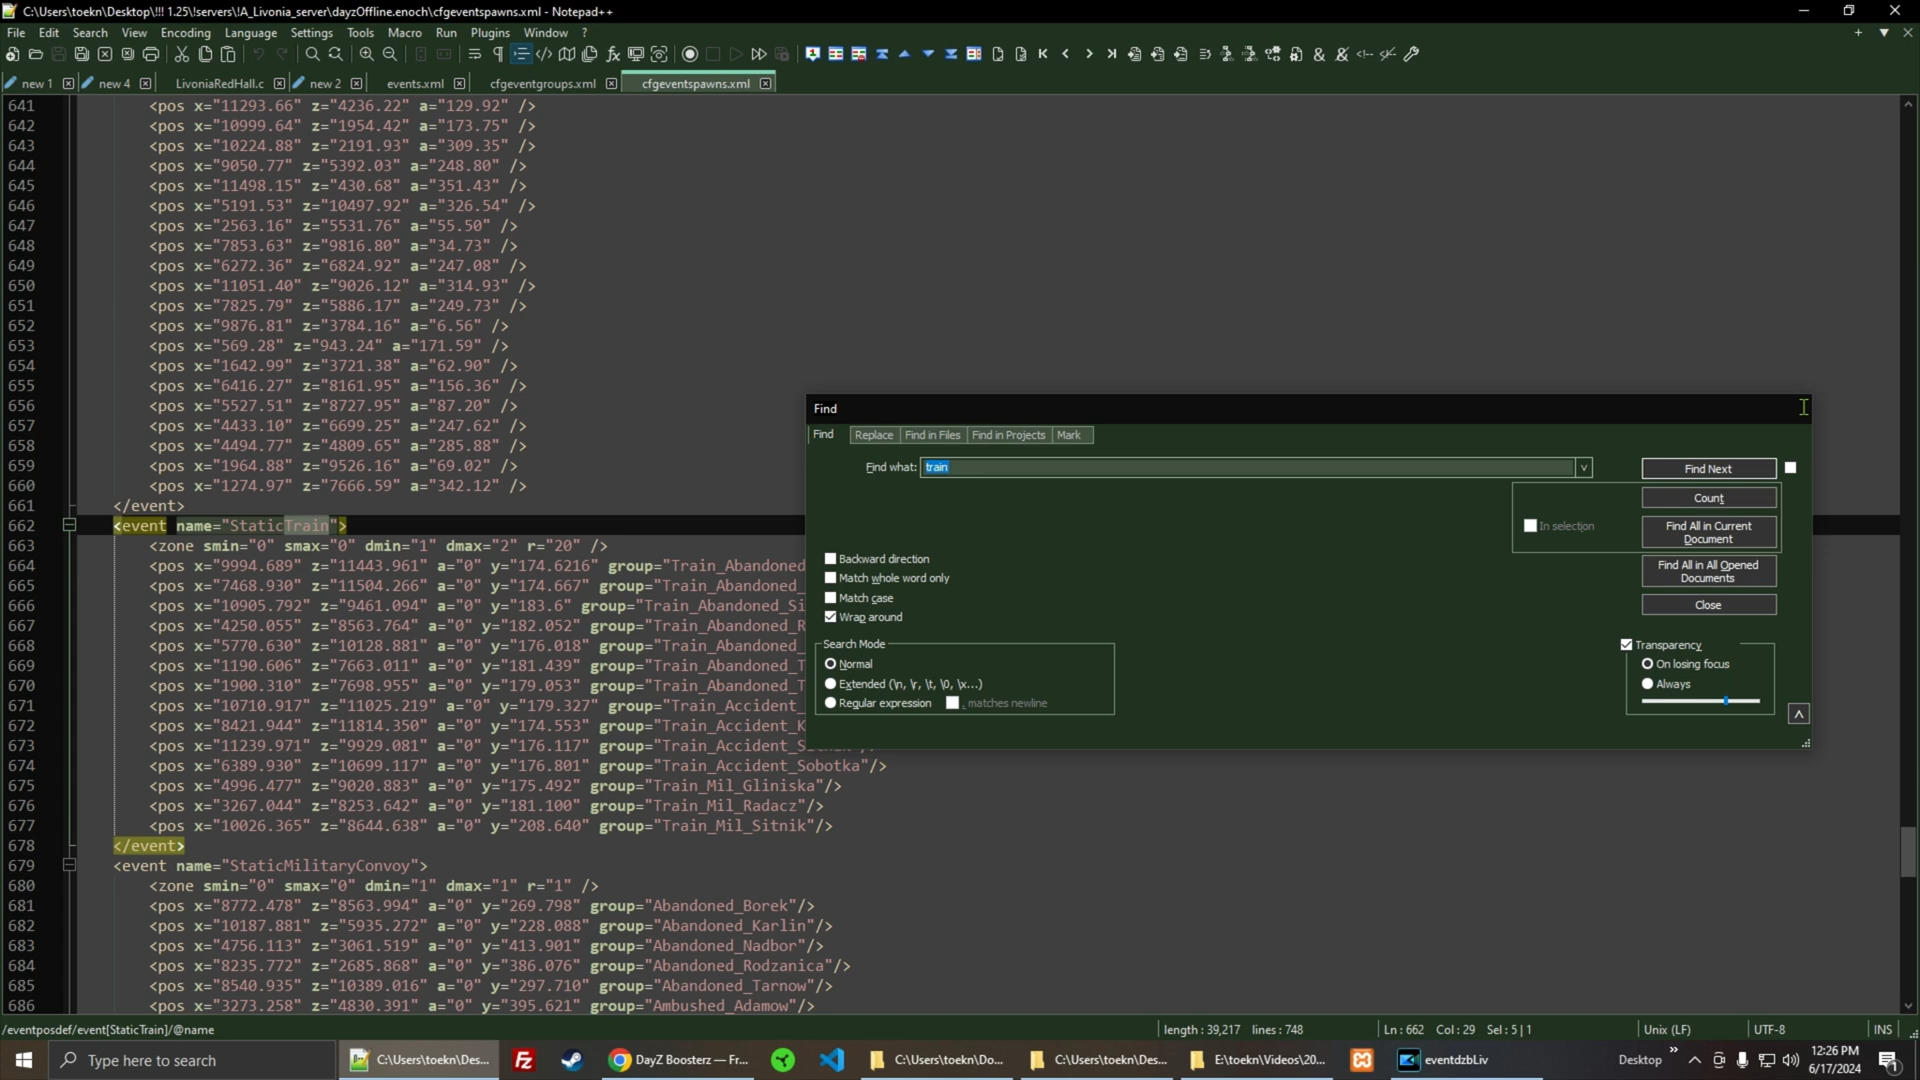 C:\Users\toekn\Desktop\!!! 1.25\!servers\!A_Livonia_server\dayzOffline.enoch\cfgeventspawns.xml - Notepad++
File Edit Search View Encoding Language Settings Tools Macro Run Plugins Window ?
new 1 new 4 LivoniaRedHall.c new 2 events.xml cfgeventgroups.xml cfgeventspawns.xml
641 <pos x="11293.66" z="4236.22" a="129.92" />
642 <pos x="10999.64" z="1954.42" a="173.75" />
643 <pos x="10224.88" z="2191.93" a="309.35" />
644 <pos x="9050.77" z="5392.03" a="248.80" />
645 <pos x="11498.15" z="430.68" a="351.43" />
646 <pos x="5191.53" z="10497.92" a="326.54" />
647 <pos x="2563.16" z="5531.76" a="55.50" />
648 <pos x="7853.63" z="9816.80" a="34.73" />
649 <pos x="6272.36" z="6824.92" a="247.08" />
650 <pos x="11051.40" z="9026.12" a="314.93" />
651 <pos x="7825.79" z="5886.17" a="249.73" />
652 <pos x="9876.81" z="3784.16" a="6.56" />
653 <pos x="569.28" z="943.24" a="171.59" />
654 <pos x="1642.99" z="3721.38" a="62.90" />
655 <pos x="6416.27" z="8161.95" a="156.36" />
656 <pos x="5527.51" z="8727.95" a="87.20" />
657 <pos x="4433.10" z="6699.25" a="247.62" />
658 <pos x="4494.77" z="4809.65" a="285.88" />
659 <pos x="1964.88" z="9526.16" a="69.02" />
660 <pos x="1274.97" z="7666.59" a="342.12" />
661 </event>
662 <event name="StaticTrain">
663 <zone smin="0" smax="0" dmin="1" dmax="2" r="20" />
664 <pos x="9994.689" z="11443.961" a="0" y="174.6216" group="Train_Abandoned
665 <pos x="7468.930" z="11504.266" a="0" y="174.667" group="Train_Abandoned_
666 <pos x="10905.792" z="9461.094" a="0" y="183.6" group="Train_Abandoned_Si
667 <pos x="4250.055" z="8563.764" a="0" y="182.052" group="Train_Abandoned_R
668 <pos x="5770.630" z="10128.881" a="0" y="176.018" group="Train_Abandoned_
669 <pos x="1190.606" z="7663.011" a="0" y="181.439" group="Train_Abandoned_T
670 <pos x="1900.310" z="7698.955" a="0" y="179.053" group="Train_Abandoned_T
671 <pos x="10710.917" z="11025.219" a="0" y="179.327" group="Train_Accident_
672 <pos x="8421.944" z="11814.350" a="0" y="174.553" group="Train_Accident_K
673 <pos x="11239.971" z="9929.081" a="0" y="176.117" group="Train_Accident_Sitnik"/>
674 <pos x="6389.930" z="10699.117" a="0" y="176.801" group="Train_Accident_Sobotka"/>
675 <pos x="4996.477" z="9020.883" a="0" y="175.492" group="Train_Mil_Gliniska"/>
676 <pos x="3267.044" z="8253.642" a="0" y="181.100" group="Train_Mil_Radacz"/>
677 <pos x="10026.365" z="8644.638" a="0" y="208.640" group="Train_Mil_Sitnik"/>
678 </event>
679 <event name="StaticMilitaryConvoy">
680 <zone smin="0" smax="0" dmin="1" dmax="1" r="1" />
681 <pos x="8772.478" z="8563.994" a="0" y="269.798" group="Abandoned_Borek"/>
682 <pos x="10187.881" z="5935.272" a="0" y="228.088" group="Abandoned_Karlin"/>
683 <pos x="4756.113" z="3061.519" a="0" y="413.901" group="Abandoned_Nadbor"/>
684 <pos x="8235.772" z="2685.868" a="0" y="386.076" group="Abandoned_Rodzanica"/>
685 <pos x="8540.935" z="10389.016" a="0" y="297.710" group="Abandoned_Tarnow"/>
686 <pos x="3273.258" z="4830.391" a="0" y="395.621" group="Ambushed_Adamow"/>
Find
Find Replace Find in Files Find in Projects Mark
Find what: train
Find Next
Count
In selection
Find All in Current Document
Backward direction
Match whole word only
Match case
Wrap around
Find All in All Opened Documents
Close
Search Mode
Normal
Extended (\n, \r, \t, \0, \x...)
Regular expression . matches newline
Transparency
On losing focus
Always
/eventposdef/event[StaticTrain]/@name length : 39,217 lines : 748 Ln : 662 Col : 29 Sel : 5 | 1 Unix (LF) UTF-8 INS
Type here to search C:\Users\toekn\Des... DayZ Boosterz — Fr... C:\Users\toekn\Do... C:\Users\toekn\Des... E:\toekn\Videos\20... eventdzbLiv Desktop 12:26 PM
6/17/2024